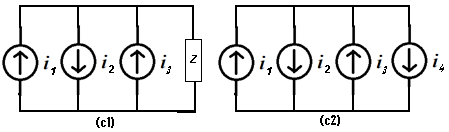 i1 i2 i3 Z i1 i2 i3 i4
(c1) (c2)